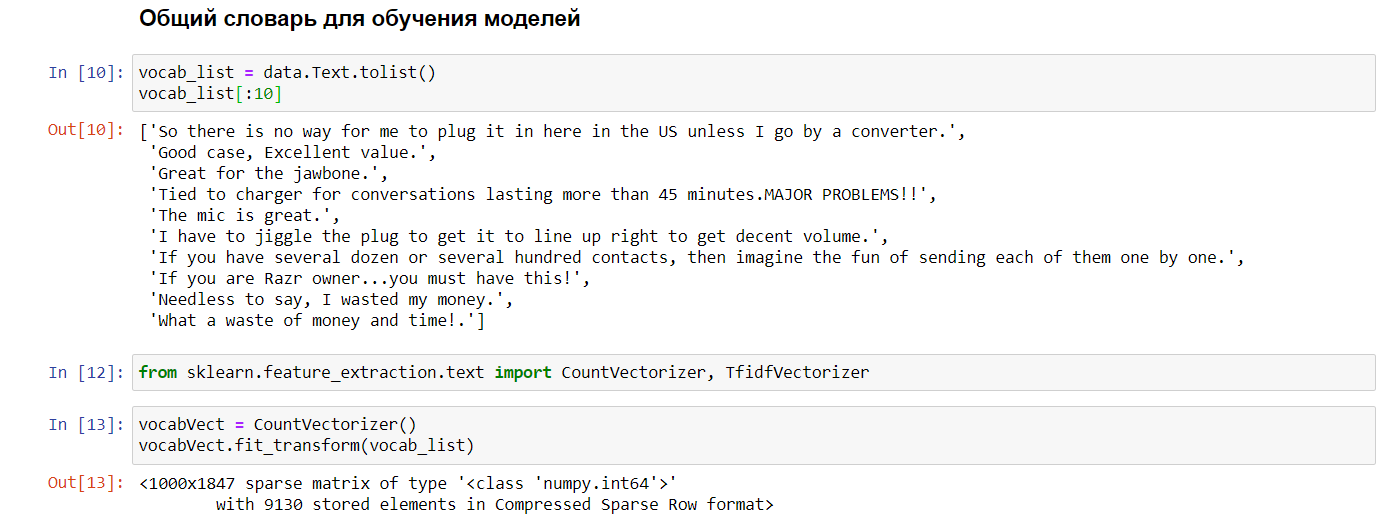 Общий словарь для обучения моделей
In [10]: vocab_list = data.Text.tolist()
vocab_list[:10]
Out[10]: ['So there is no way for me to plug it in here in the US unless I go by a converter.',
'Good case, Excellent value.',
'Great for the jawbone.',
'Tied to charger for conversations lasting more than 45 minutes.MAJOR PROBLEMS!!',
'The mic is great.',
'I have to jiggle the plug to get it to line up right to get decent volume.',
'If you have several dozen or several hundred contacts, then imagine the fun of sending each of them one by one.',
'If you are Razr owner...you must have this!',
'Needless to say, I wasted my money.',
'What a waste of money and time!.']
In [12]: from sklearn.feature_extraction.text import CountVectorizer, TfidfVectorizer
In [13]: vocabVect = CountVectorizer()
vocabVect.fit_transform(vocab_list)
Out[13]: <1000x1847 sparse matrix of type '<class 'numpy.int64'>'
with 9130 stored elements in Compressed Sparse Row format>